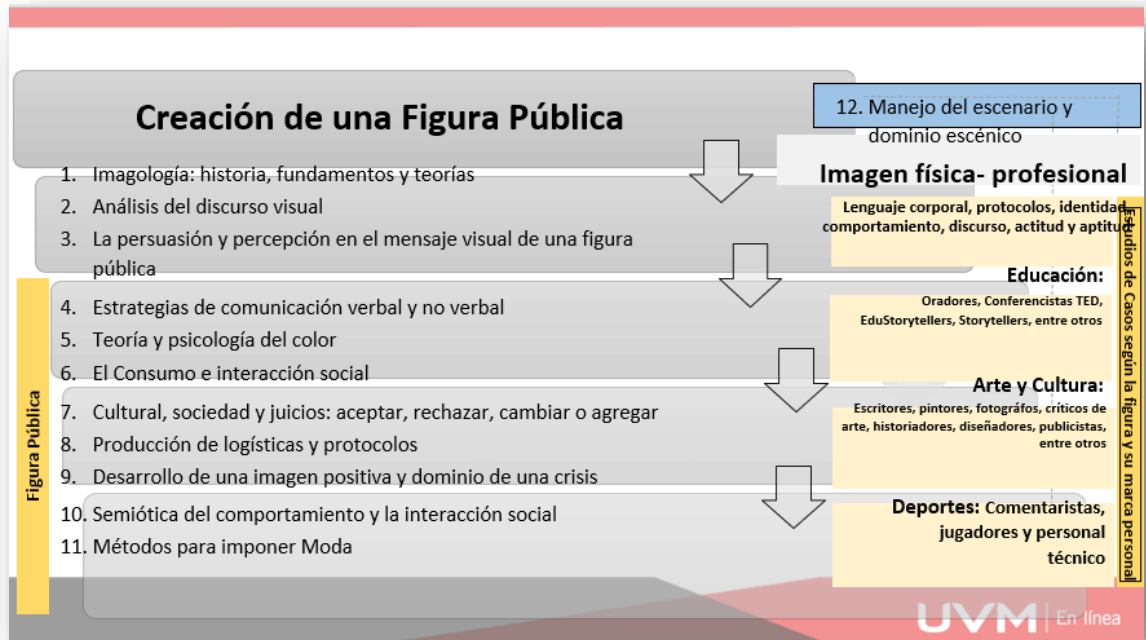 Creación de una Figura Pública
1. Imagología: historia, fundamentos y teorías
2. Análisis del discurso visual
3. La persuasión y percepción en el mensaje visual de una figura
pública
4. Estrategias de comunicación verbal y no verbal
5. Teoría y psicología del color
6. El Consumo e interacción social
7. Cultural, sociedad y juicios: aceptar, rechazar, cambiar o agregar
8. Producción de logísticas y protocolos
9. Desarrollo de una imagen positiva y dominio de una crisis
10. Semiótica del comportamiento y la interacción social
11. Métodos para imponer Moda
Figura Pública
12. Manejo del escenario y
dominio escénico
Imagen física- profesional
Lenguaje corporal, protocolos, identidad,
comportamiento, discurso, actitud y aptitud
Educación:
Oradores, Conferencistas TED,
EduStorytellers, Storytellers, entre otros
Arte y Cultura:
Escritores, pintores, fotográfos, críticos de
arte, historiadores, diseñadores, publicistas,
entre otros
Deportes: Comentaristas,
jugadores y personal
técnico
Estudios de Casos según la figura y su marca personal
UVM | En línea